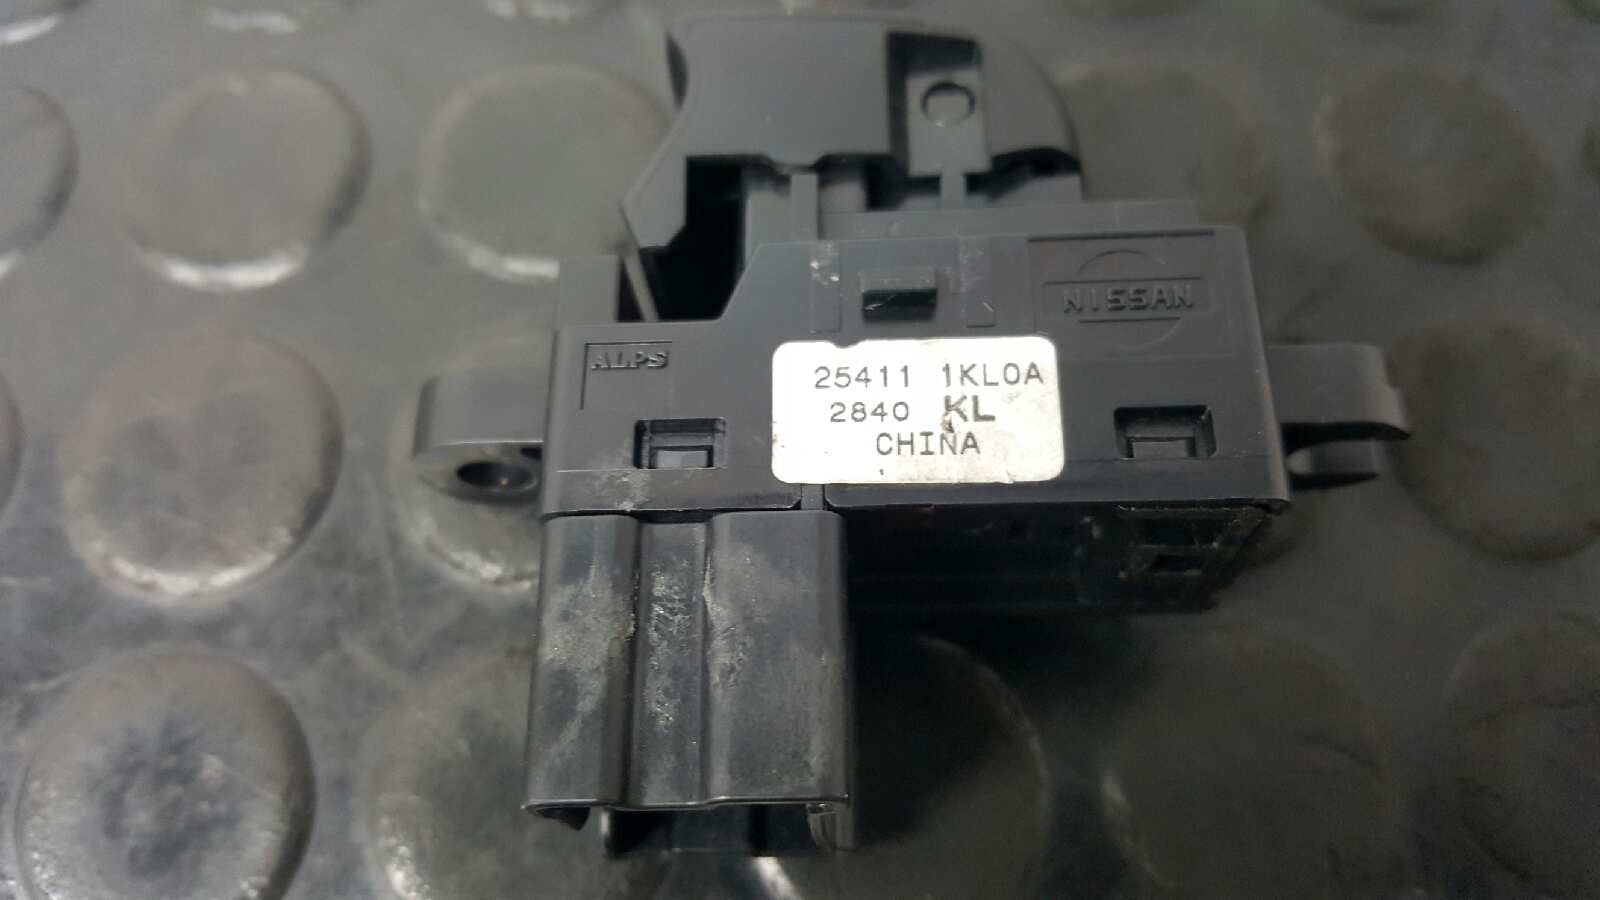 NISSAN
ALPS
25411 1KL0A
2840 KL
CHINA